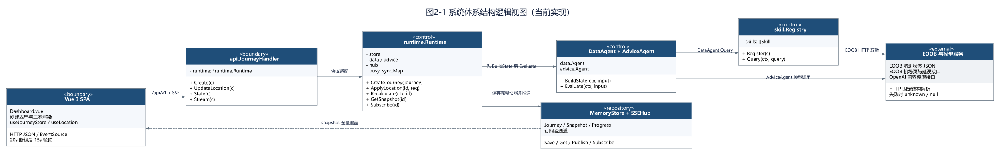 图2-1 系统体系结构逻辑视图（当前实现）
«boundary»
Vue 3 SPA
Dashboard.vue
创建表单与三态渲染
useJourneyStore / useLocation
HTTP JSON / EventSource
20s 断线后 15s 轮询
/api/v1 + SSE
«boundary»
api.JourneyHandler
- runtime: *runtime.Runtime
+ Create(c)
+ UpdateLocation(c)
+ State(c)
+ Stream(c)
协议适配
«control»
runtime.Runtime
- store
- data / advice
- hub
- busy: sync.Map
+ CreateJourney(journey)
+ ApplyLocation(id, req)
+ Recalculate(ctx, id)
+ GetSnapshot(id)
+ Subscribe(id)
先 BuildState 后 Evaluate
保存完整快照并推送
snapshot 全量覆盖
«control»
DataAgent + AdviceAgent
data.Agent
advice.Agent
+ BuildState(ctx, input)
+ Evaluate(ctx, input)
«repository»
MemoryStore + SSEHub
Journey / Snapshot / Progress
订阅者通道
Save / Get / Publish / Subscribe
DataAgent.Query
AdviceAgent 模型调用
«control»
skill.Registry
- skills: []Skill
+ Register(s)
+ Query(ctx, query)
EOOB HTTP 取数
«external»
EOOB 与模型服务
EOOB 航班状态 JSON
EOOB 机场页与延误接口
OpenAI 兼容模型接口
HTTP 固定结构解析
失败时 unknown / null